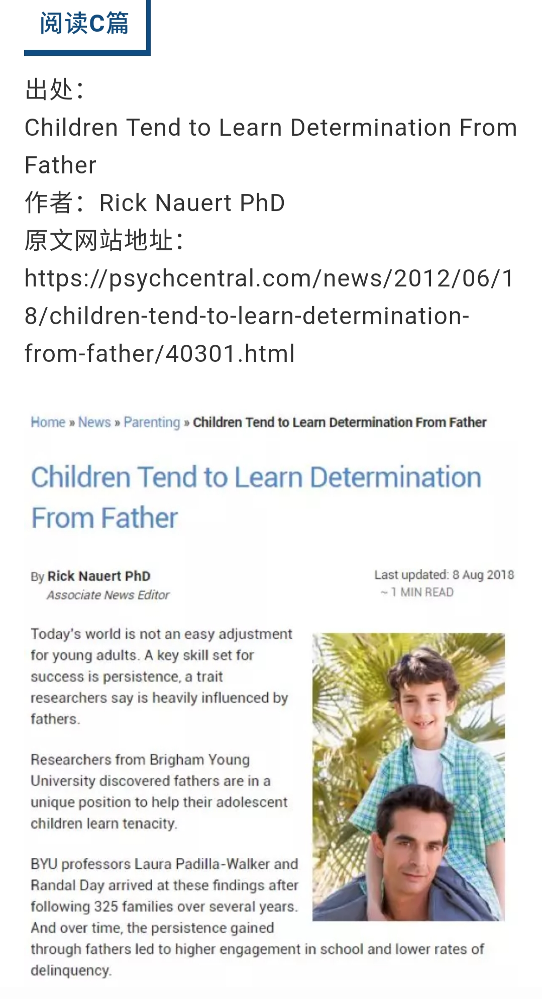 阅读C篇
出处：
Children Tend to Learn Determination From
Father
作者：Rick Nauert PhD
原文网站地址：
https://psychcentral.com/news/2012/06/1
8/children-tend-to-learn-determination-
from-father/40301.html
Home » News » Parenting » Children Tend to Learn Determination From Father
Children Tend to Learn Determination
From Father
By Rick Nauert PhD
Associate News Editor
Last updated: 8 Aug 2018
~ 1 MIN READ
Today's world is not an easy adjustment
for young adults. A key skill set for
success is persistence, a trait
researchers say is heavily influenced by
fathers.
Researchers from Brigham Young
University discovered fathers are in a
unique position to help their adolescent
children learn tenacity.
BYU professors Laura Padilla-Walker and
Randal Day arrived at these findings after
following 325 families over several years.
And over time, the persistence gained
through fathers led to higher engagement in school and lower rates of
delinquency.